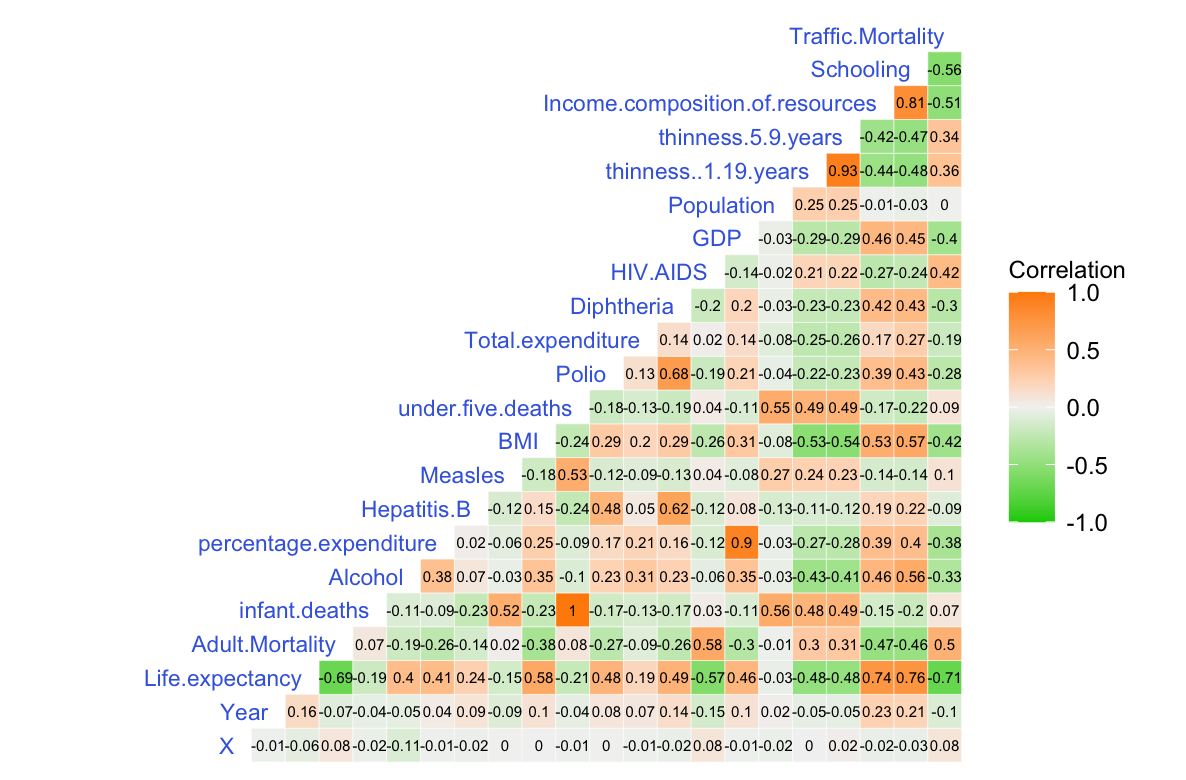 Traffic.Mortality
Schooling -0.56
Income.composition.of.resources 0.81 -0.51
thinness.5.9.years -0.42 -0.47 0.34
thinness..1.19.years 0.93 -0.44 -0.48 0.36
Population 0.25 0.25 -0.01 -0.03 0
GDP -0.03 -0.29 -0.29 0.46 0.45 -0.4
HIV.AIDS -0.14 -0.02 0.21 0.22 -0.27 -0.24 0.42
Correlation
Diphtheria -0.2 0.2 -0.03 -0.23 -0.23 0.42 0.43 -0.3
1.0
Total.expenditure 0.14 0.02 0.14 -0.08 -0.25 -0.26 0.17 0.27 -0.19
0.5
Polio 0.13 0.68 -0.19 0.21 -0.04 -0.22 -0.23 0.39 0.43 -0.28
under.five.deaths -0.18 -0.13 -0.19 0.04 -0.11 0.55 0.49 0.49 -0.17 -0.22 0.09
0.0
BMI -0.24 0.29 0.2 0.29 -0.26 0.31 -0.08 -0.53 -0.54 0.53 0.57 -0.42
-0.5
Measles -0.18 0.53 -0.12 -0.09 -0.13 0.04 -0.08 0.27 0.24 0.23 -0.14 -0.14 0.1
Hepatitis.B -0.12 0.15 -0.24 0.48 0.05 0.62 -0.12 0.08 -0.13 -0.11 -0.12 0.19 0.22 -0.09
-1.0
percentage.expenditure 0.02 -0.06 0.25 -0.09 0.17 0.21 0.16 -0.12 0.9 -0.03 -0.27 -0.28 0.39 0.4 -0.38
Alcohol 0.38 0.07 -0.03 0.35 -0.1 0.23 0.31 0.23 -0.06 0.35 -0.03 -0.43 -0.41 0.46 0.56 -0.33
infant.deaths -0.11 -0.09 -0.23 0.52 -0.23 1 -0.17 -0.13 -0.17 0.03 -0.11 0.56 0.48 0.49 -0.15 -0.2 0.07
Adult.Mortality 0.07 -0.19 -0.26 -0.14 0.02 -0.38 0.08 -0.27 -0.09 -0.26 0.58 -0.3 -0.01 0.3 0.31 -0.47 -0.46 0.5
Life.expectancy -0.69 -0.19 0.4 0.41 0.24 -0.15 0.58 -0.21 0.48 0.19 0.49 -0.57 0.46 -0.03 -0.48 -0.48 0.74 0.76 -0.71
Year 0.16 -0.07 -0.04 -0.05 0.04 0.09 -0.09 0.1 -0.04 0.08 0.07 0.14 -0.15 0.1 0.02 -0.05 -0.05 0.23 0.21 -0.1
X -0.01 -0.06 0.08 -0.02 -0.11 -0.01 -0.02 0 0 -0.01 0 -0.01 -0.02 0.08 -0.01 -0.02 0 0.02 -0.02 -0.03 0.08